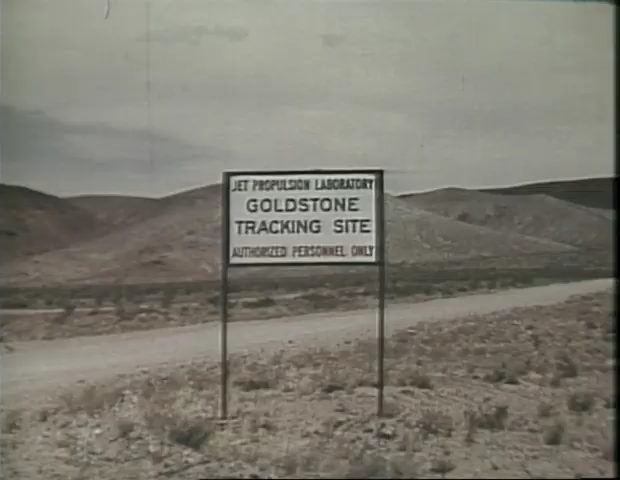 JET PROPULSION LABORATORY
GOLDSTONE
TRACKING SITE
AUTHORIZED PERSONNEL ONLY